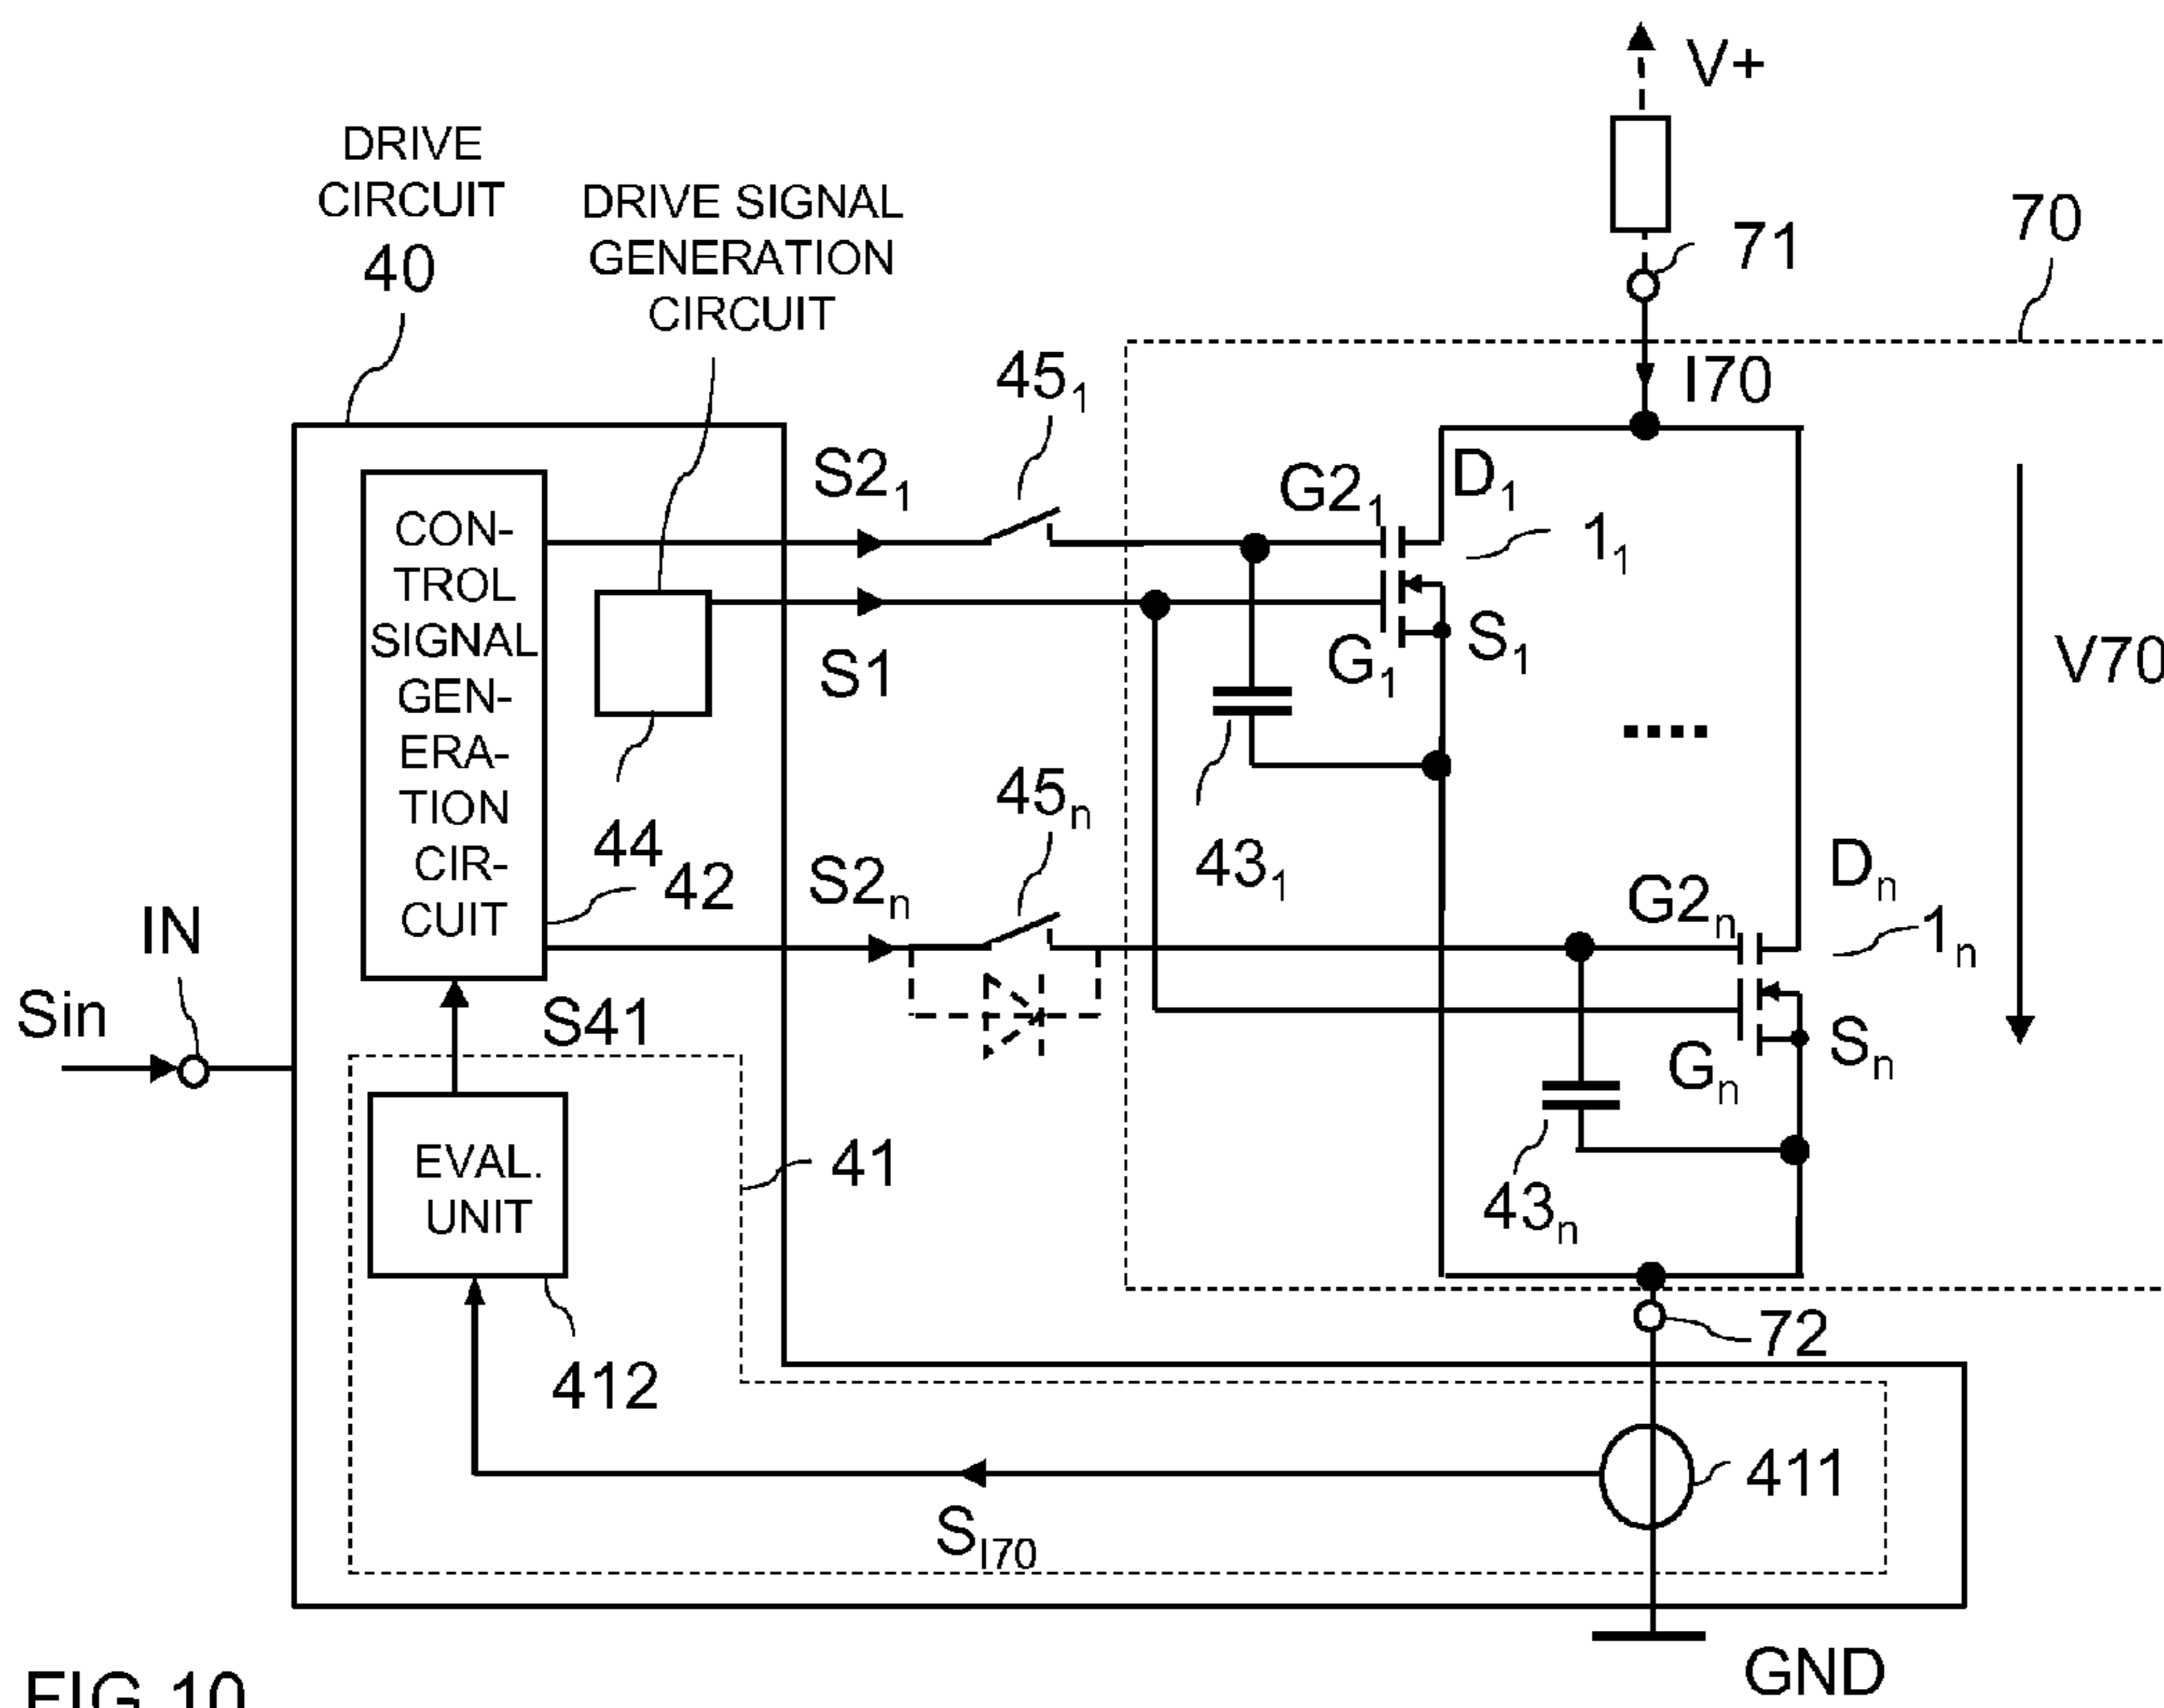 V+
DRIVE
CIRCUIT
40
DRIVE SIGNAL
GENERATION
CIRCUIT
71
70
I70
45₁
S2₁
G2₁
D₁
1₁
CON-
TROL
SIGNAL
GEN-
ERA-
TION
CIR-
CUIT
S1
G₁
S₁
V70
....
45ₙ
43₁
44
42
S2ₙ
G2ₙ
Dₙ
1ₙ
IN
Sin
S41
Gₙ
Sₙ
EVAL.
UNIT
41
43ₙ
412
72
411
S_I70
GND
FIG 10